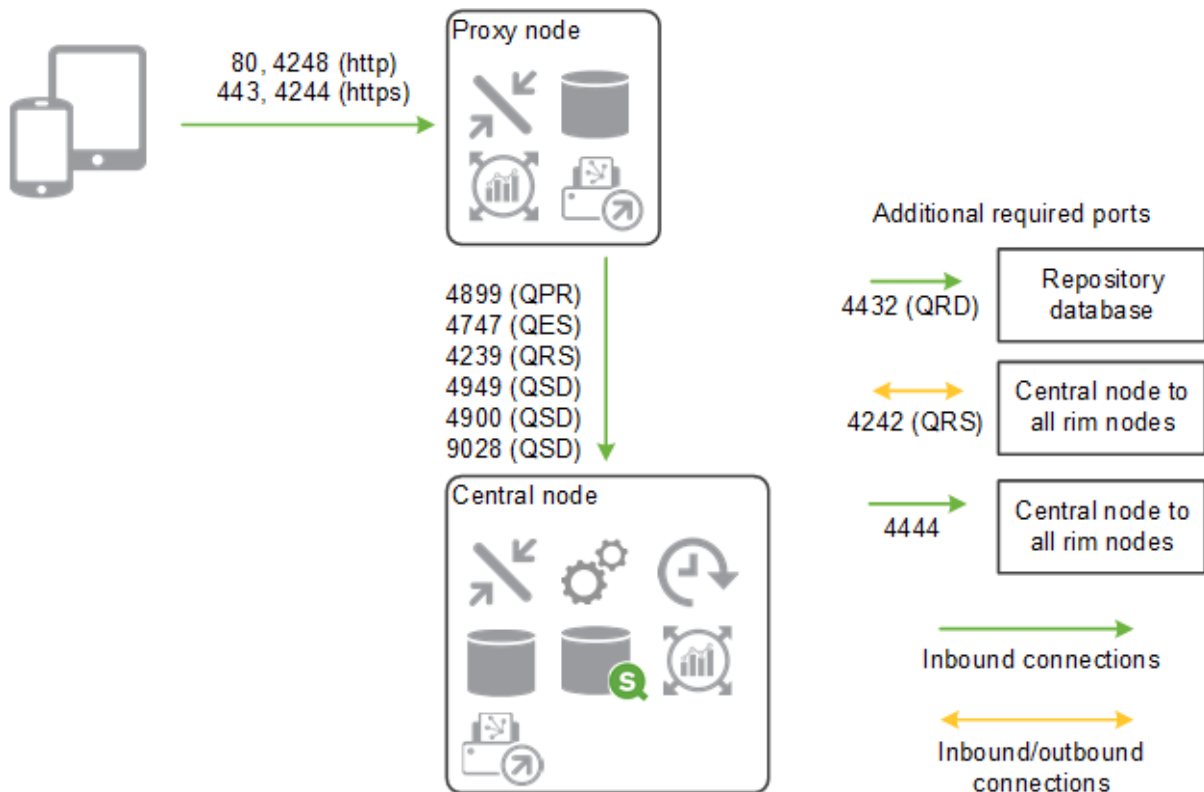 Proxy node
80, 4248 (http)
443, 4244 (https)
4899 (QPR)
4747 (QES)
4239 (QRS)
4949 (QSD)
4900 (QSD)
9028 (QSD)
Central node
S
Additional required ports
4432 (QRD)
Repository
database
4242 (QRS)
Central node to
all rim nodes
4444
Central node to
all rim nodes
Inbound connections
Inbound/outbound
connections